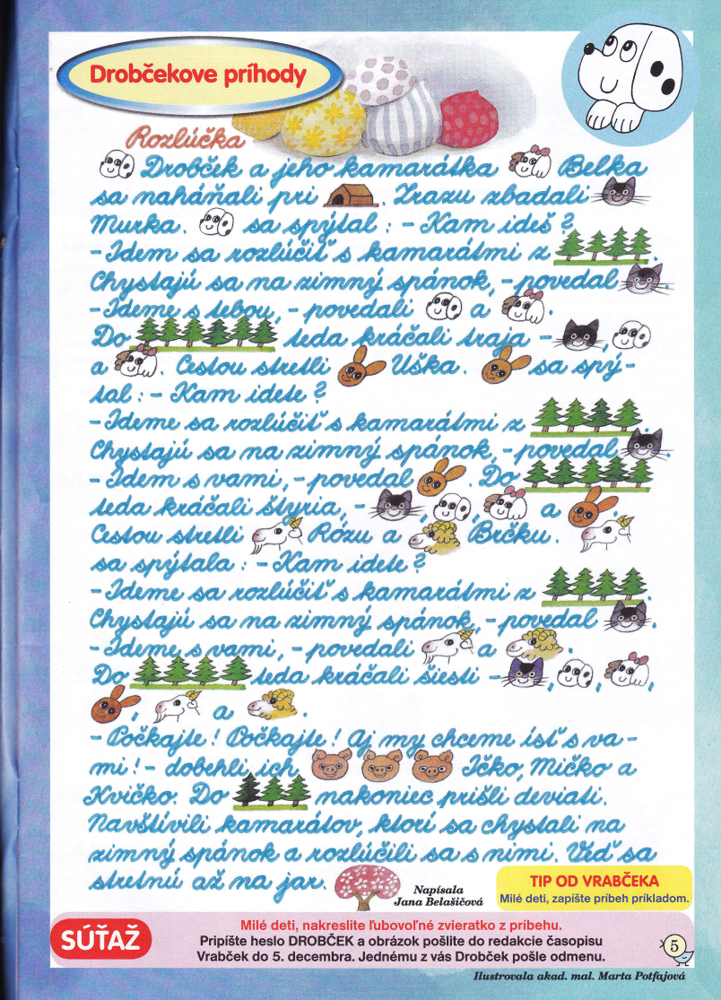 Drobčekove príhody
Rozlúčka
Drobček a jeho kamarátka Belka
sa naháňali pri . Zrazu zbadali
Murka. sa spýtal : – Kam ideš ?
– Idem sa rozlúčiť s kamarátmi z .
Chystajú sa na zimný spánok, – povedal .
– Ideme s tebou, – povedali a .
Do teda kráčali traja – ,
a . Cestou stretli Uška. sa spý-
tal : – Kam idete ?
– Ideme sa rozlúčiť s kamarátmi z .
Chystajú sa na zimný spánok, – povedal .
– Idem s vami, – povedal . Do
teda kráčali štyria, – , , a .
Cestou stretli Rózu a Brčku.
sa spýtala : – Kam idete ?
– Ideme sa rozlúčiť s kamarátmi z .
Chystajú sa na zimný spánok, – povedal .
– Ideme s vami, – povedali a .
Do teda kráčali šiesti – , , ,
, a .
– Počkajte ! Počkajte ! Aj my chceme ísť s va-
mi ! – dobehli ich Ičko, Mičko a
Kvičko. Do nakoniec prišli deviati.
Navštívili kamarátov, ktorí sa chystali na
zimný spánok a rozlúčili sa s nimi. Veď sa
stretnú až na jar.
Napísala
Jana Belašičová
TIP OD VRABČEKA
Milé deti, zapíšte príbeh príkladom.
SÚŤAŽ
Milé deti, nakreslite ľubovoľné zvieratko z príbehu.
Pripíšte heslo DROBČEK a obrázok pošlite do redakcie časopisu
Vrabček do 5. decembra. Jednému z vás Drobček pošle odmenu.
5
Ilustrovala akad. mal. Marta Potfajová